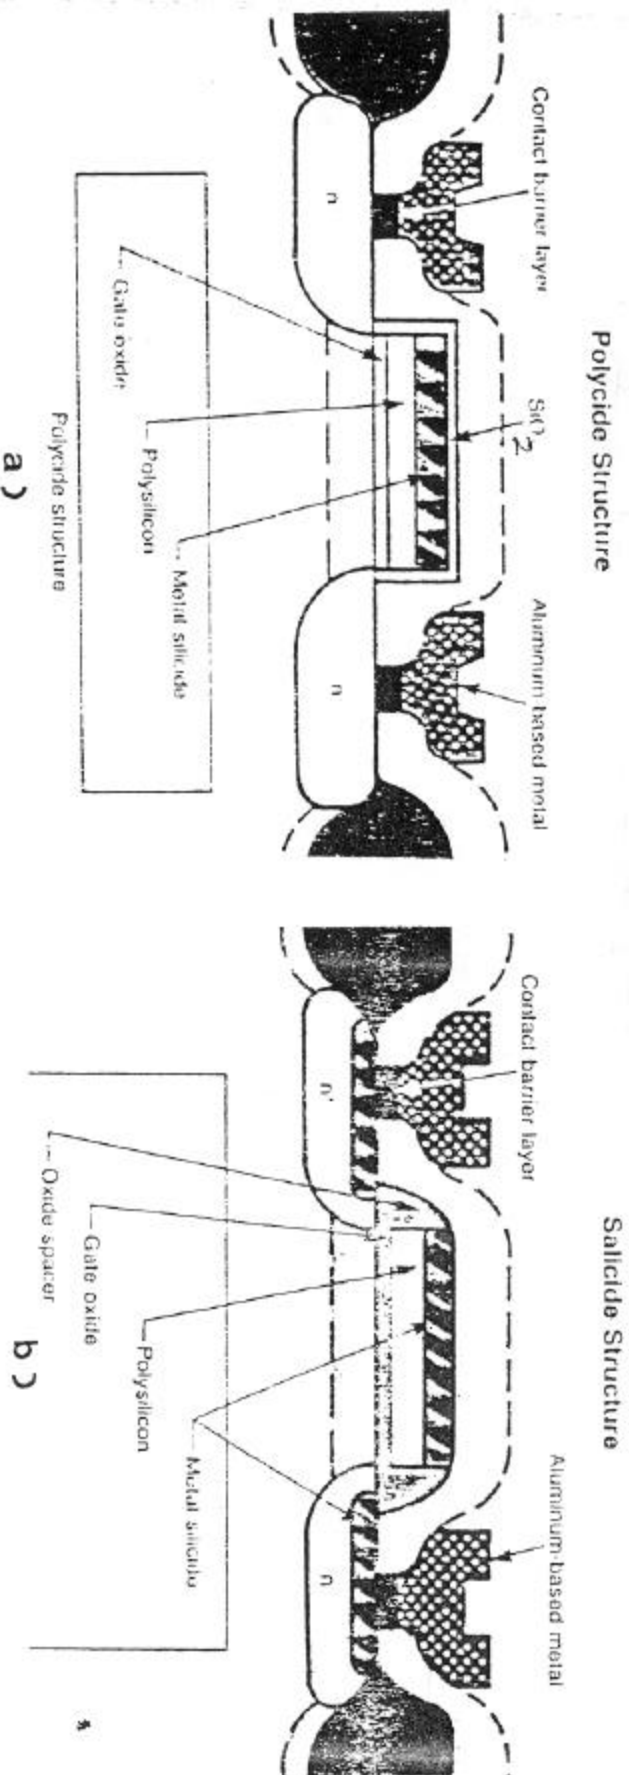 Polycide Structure
Contact barrier layer
SiO2
Aluminum based metal
n
n
Gate oxide
Polysilicon
Metal silicide
Polycide structure
a)
Salicide Structure
Contact barrier layer
Aluminum-based metal
n+
n
Oxide spacer
Gate oxide
Polysilicon
Metal silicide
b)